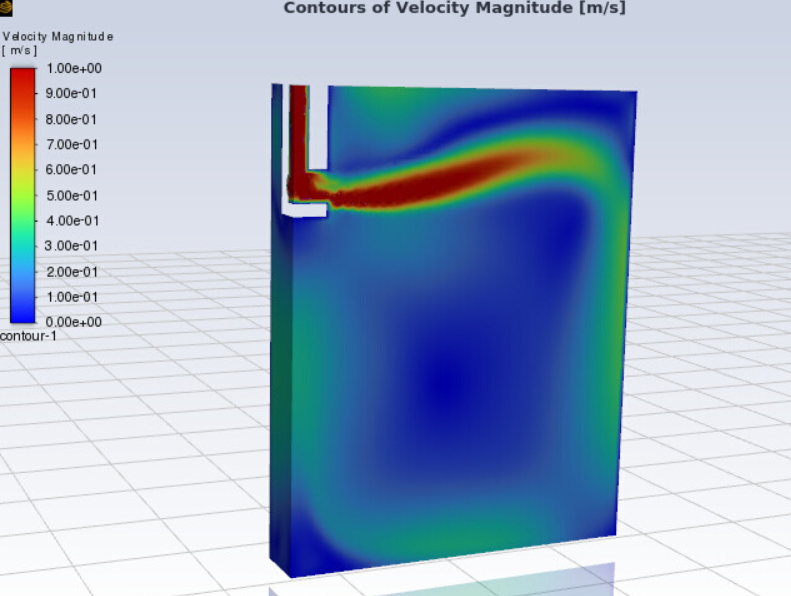 Contours of Velocity Magnitude [m/s]
Velocity Magnitude
[ m/s ]
1.00e+00
9.00e-01
8.00e-01
7.00e-01
6.00e-01
5.00e-01
4.00e-01
3.00e-01
2.00e-01
1.00e-01
0.00e+00
contour-1